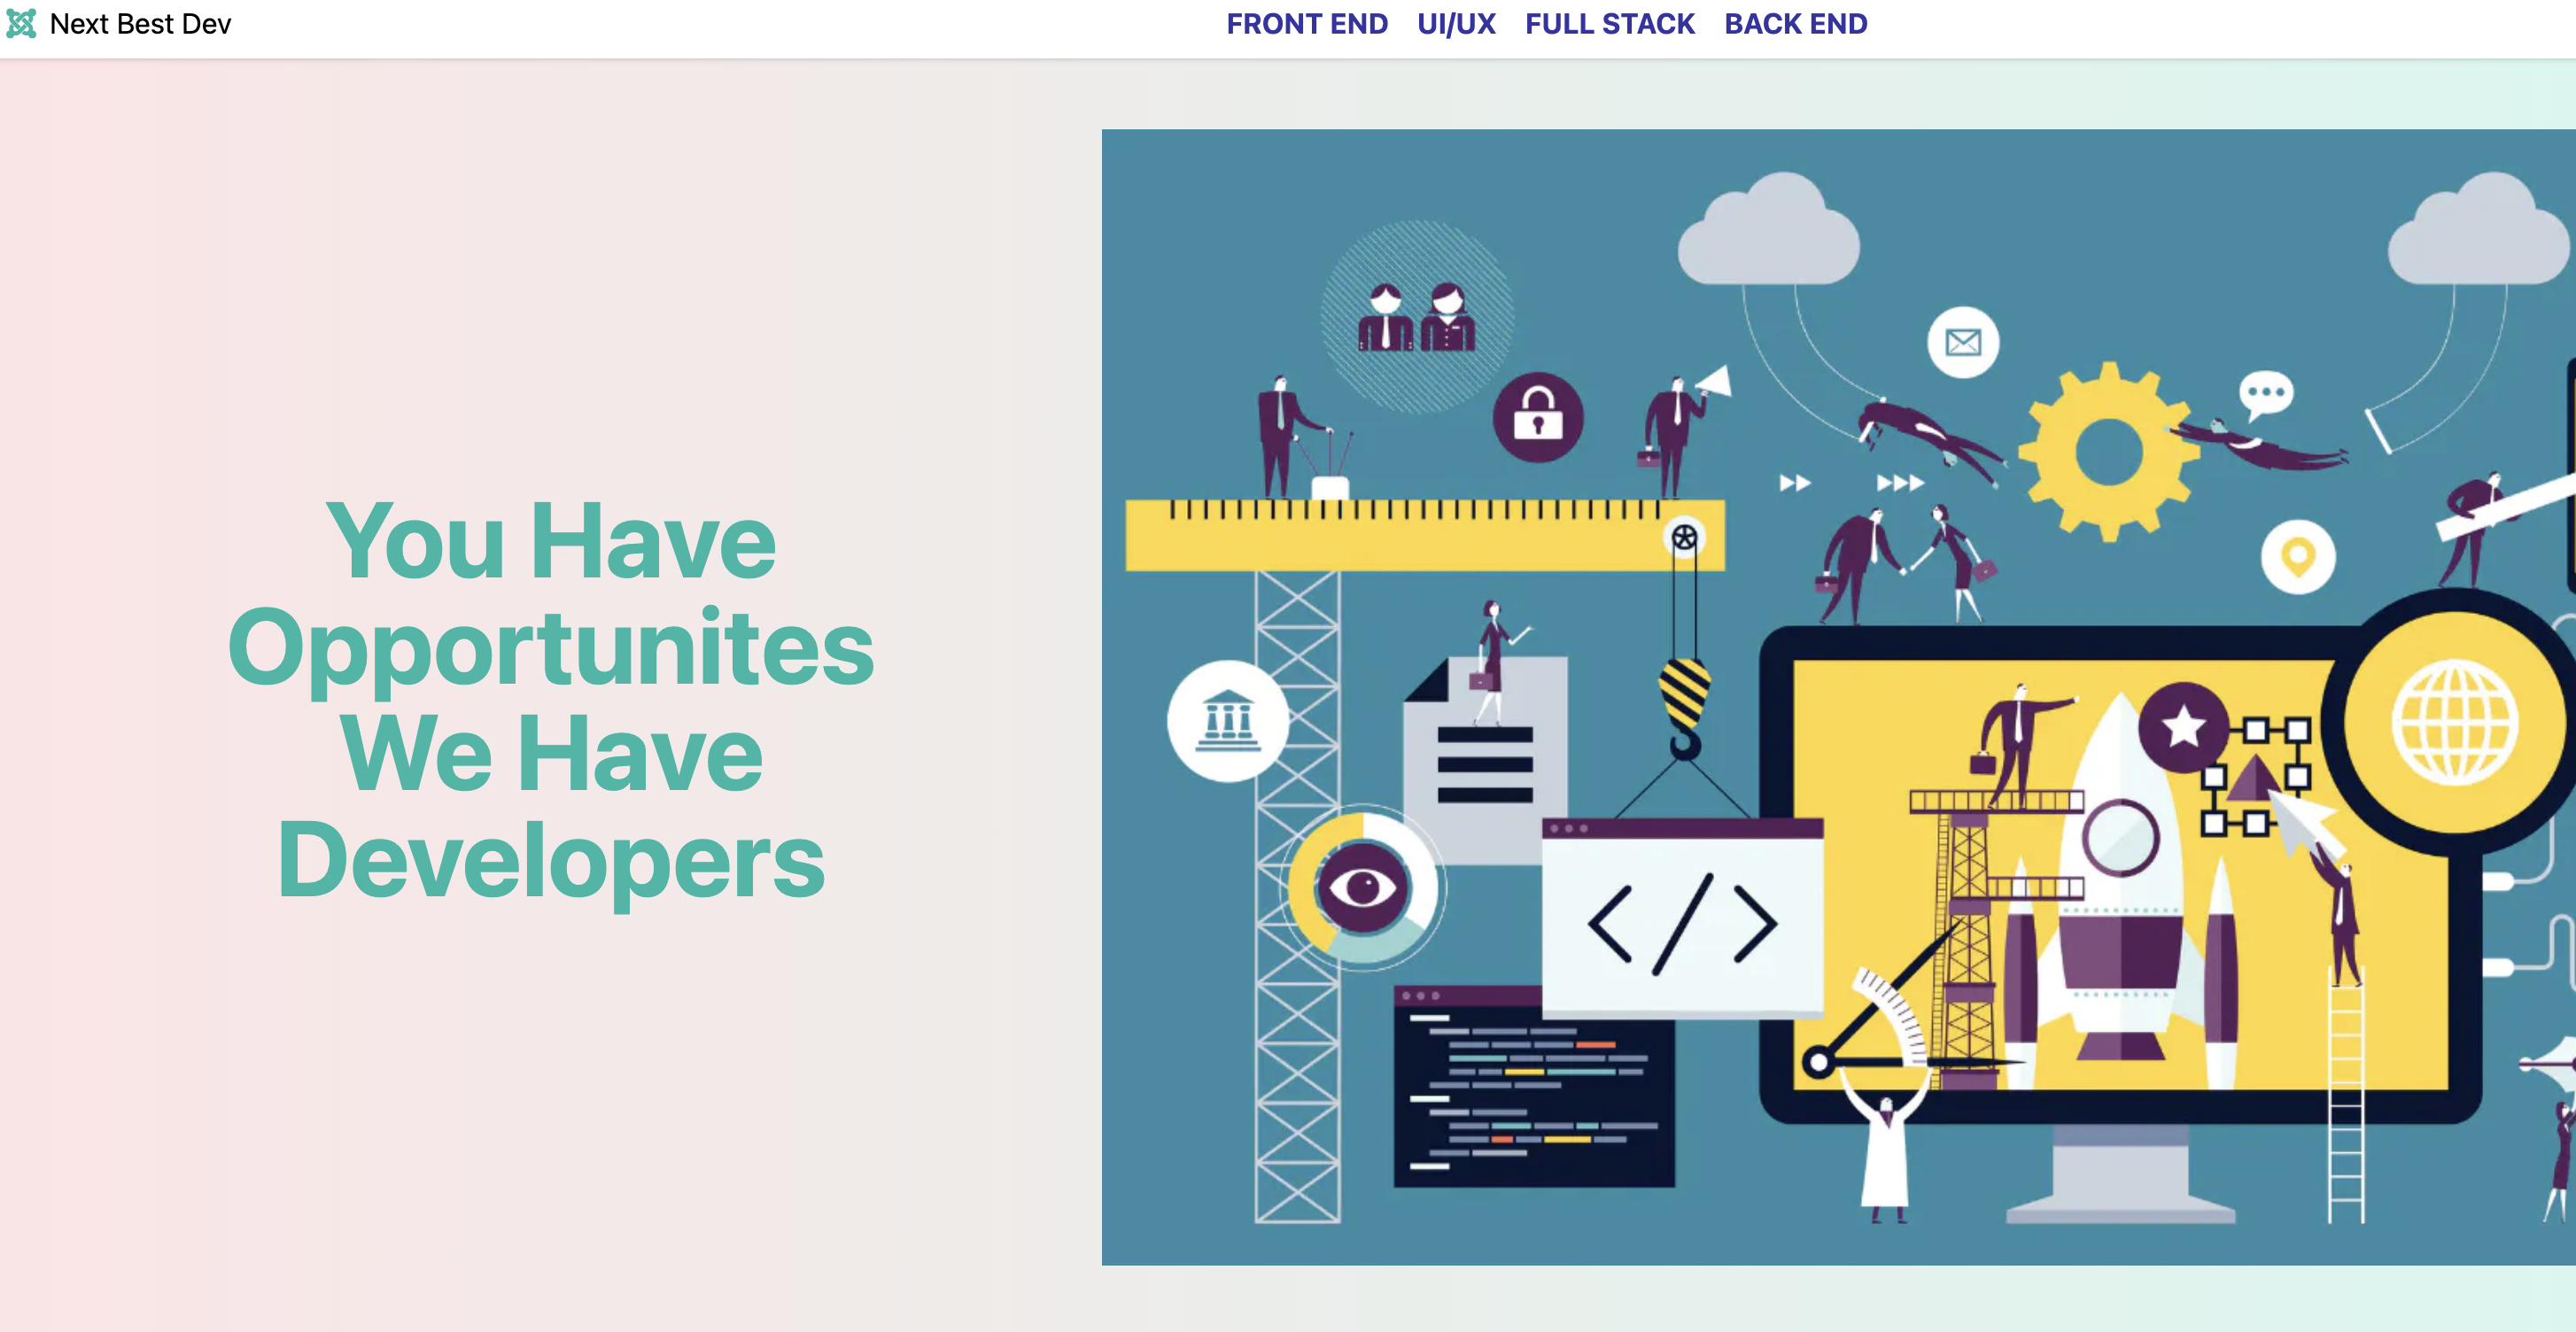 Next Best Dev
FRONT END UI/UX FULL STACK BACK END
You Have
Opportunites
We Have
Developers
</>